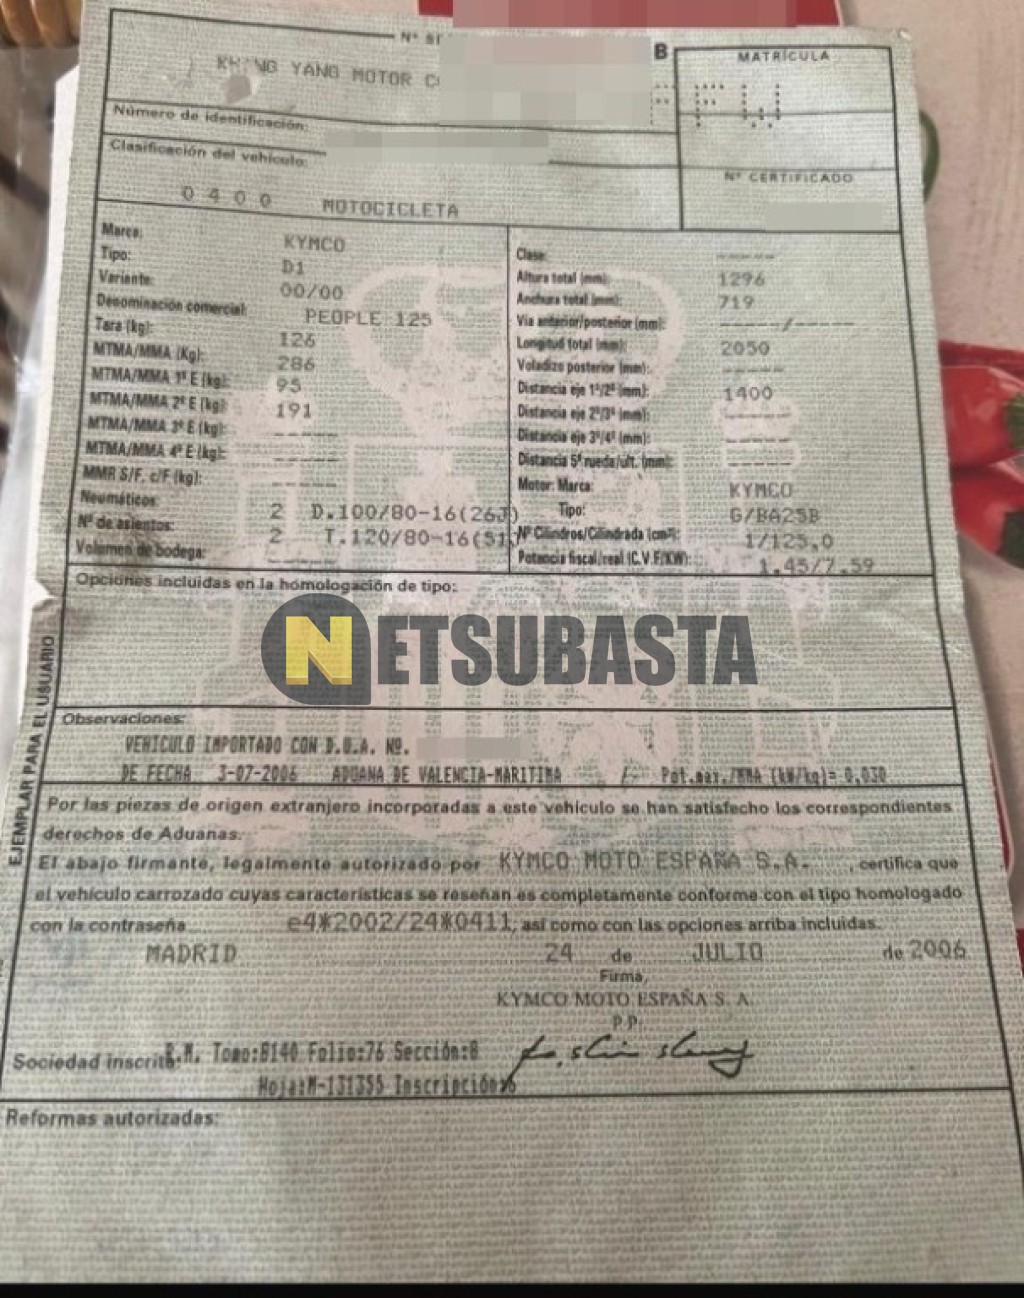 Nº
B
MATRÍCULA
YANG MOTOR
Número de identificación:
Clasificación del vehículo:
Nº CERTIFICADO
0 4 0 0 MOTOCICLETA
Marca: KYMCO
Tipo: D1
Variante: 00/00
Denominación comercial: PEOPLE 125
Tara (kg): 126
MTMA/MMA (Kg): 286
MTMA/MMA 1º E (kg): 95
MTMA/MMA 2º E (kg): 191
MTMA/MMA 3º E (kg): -----
MTMA/MMA 4º E (kg): -----
MMR S/F. c/F (kg): -----
Neumáticos: 2 D.100/80-16(26J)
Nº de asientos: 2 T.120/80-16(51J
Volumen de bodega: -----
Clase: -----
Altura total (mm): 1296
Anchura total (mm): 719
Vía anterior/posterior (mm): -----/-----
Longitud total (mm): 2050
Voladizo posterior (mm): -----
Distancia eje 1º/2º (mm): 1400
Distancia eje 2º/3º (mm): -----
Distancia eje 3º/4º (mm): -----
Distancia 5ª rueda/ult. (mm): -----
Motor: Marca: KYMCO
Tipo: G/BA25B
Nº Cilindros/Cilindrada (cm³): 1/125,0
Potencia fiscal/real (C.V.F/KW): 1.45/7.59
Opciones incluidas en la homologación de tipo:
NETSUBASTA
EJEMPLAR PARA EL USUARIO
Observaciones:
VEHICULO IMPORTADO CON D.U.A. Nº.
DE FECHA 3-07-2006 ADUANA DE VALENCIA-MARITIMA /- Pot.max./MMA (kW/kg)= 0,030
Por las piezas de origen extranjero incorporadas a este vehículo se han satisfecho los correspondientes
derechos de Aduanas.
El abajo firmante, legalmente autorizado por KYMCO MOTO ESPAÑA S.A. , certifica que
el vehículo carrozado cuyas características se reseñan es completamente conforme con el tipo homologado
con la contraseña e4*2002/24*0411, así como con las opciones arriba incluidas.
MADRID 24 de JULIO de 2006
Firma,
KYMCO MOTO ESPAÑA S. A.
P.P.
Sociedad inscrita R.M. Tomo:8140 Folio:76 Sección:8
Hoja:M-131355 Inscripción:6
Reformas autorizadas: